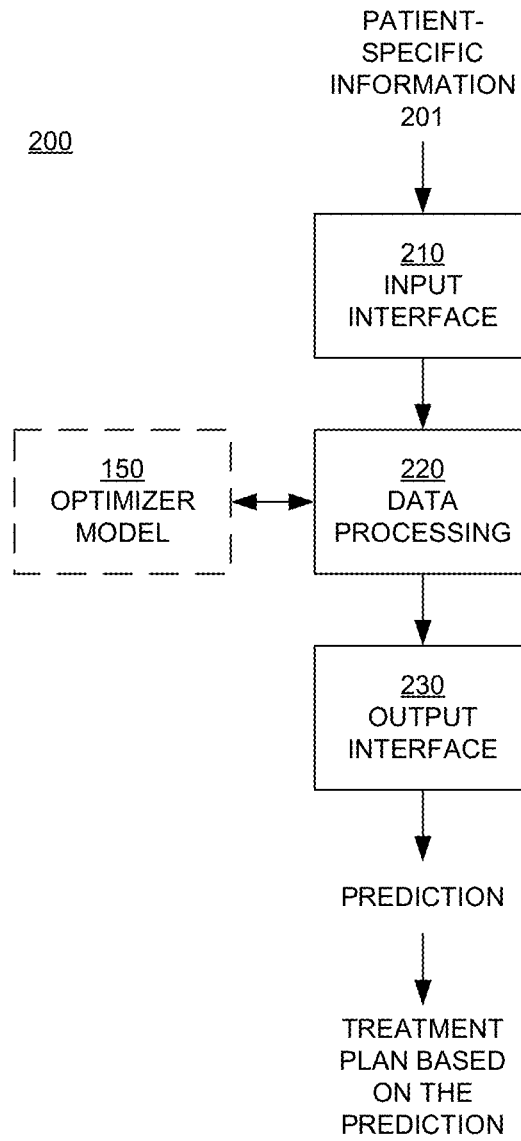 PATIENT-
SPECIFIC
INFORMATION
201
200
210
INPUT
INTERFACE
150
OPTIMIZER
MODEL
220
DATA
PROCESSING
230
OUTPUT
INTERFACE
PREDICTION
TREATMENT
PLAN BASED
ON THE
PREDICTION